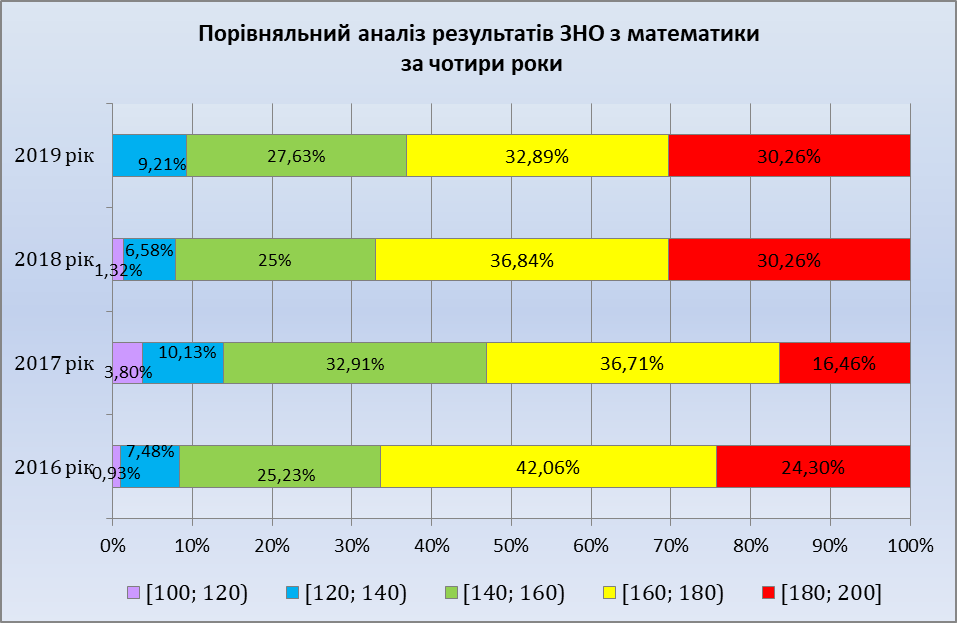 Порівняльний аналіз результатів ЗНО з математики
за чотири роки
2019 рік
9,21%
27,63%
32,89%
30,26%
2018 рік
1,32%
6,58%
25%
36,84%
30,26%
2017 рік
3,80%
10,13%
32,91%
36,71%
16,46%
2016 рік
0,93%
7,48%
25,23%
42,06%
24,30%
0% 10% 20% 30% 40% 50% 60% 70% 80% 90% 100%
[100; 120) [120; 140) [140; 160) [160; 180) [180; 200]